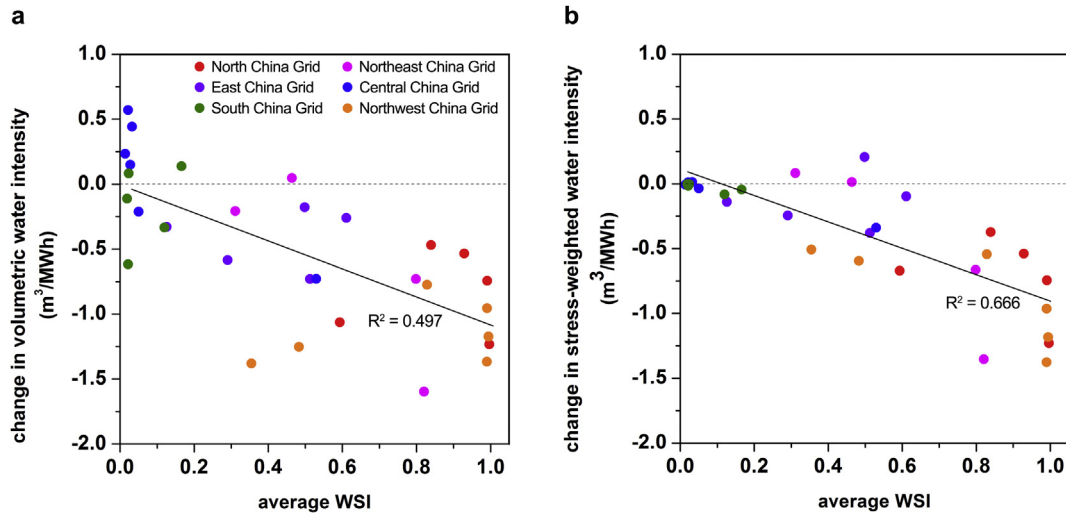 a
change in volumetric water intensity
(m³/MWh)
1.0
0.5
0.0
-0.5
-1.0
-1.5
-2.0
North China Grid
East China Grid
South China Grid
Northeast China Grid
Central China Grid
Northwest China Grid
R² = 0.497
0.0 0.2 0.4 0.6 0.8 1.0
average WSI
b
change in stress-weighted water intensity
(m³/MWh)
1.0
0.5
0.0
-0.5
-1.0
-1.5
-2.0
R² = 0.666
0.0 0.2 0.4 0.6 0.8 1.0
average WSI